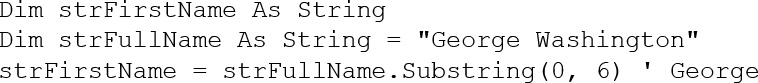 Dim strFirstName As String
Dim strFullName As String = "George Washington"
strFirstName = strFullName.Substring(0, 6) ' George